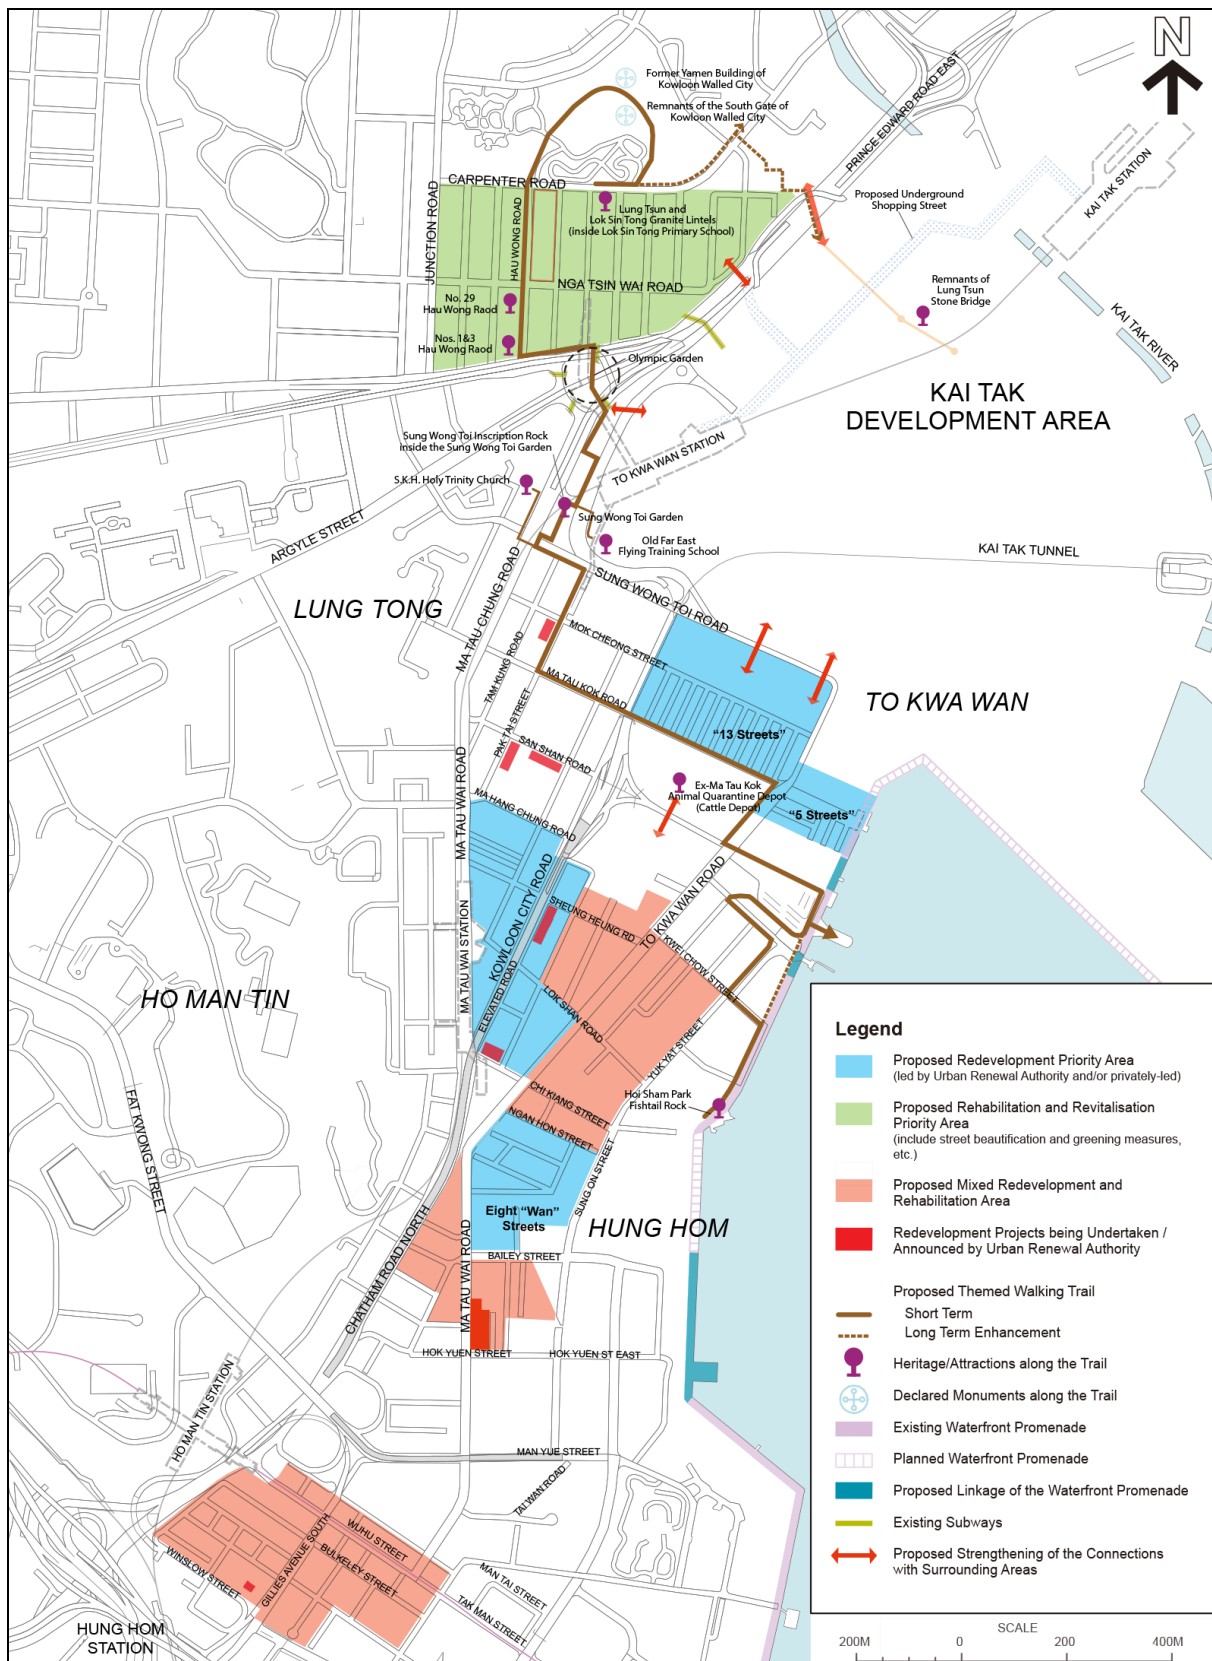 N
Former Yamen Building of
Kowloon Walled City
Remnants of the South Gate of
Kowloon Walled City
PRINCE EDWARD ROAD EAST
KAI TAK STATION
CARPENTER ROAD
JUNCTION ROAD
HAU WONG ROAD
Lung Tsun and
Lok Sin Tong Granite Lintels
(inside Lok Sin Tong Primary School)
Proposed Underground
Shopping Street
NGA TSIN WAI ROAD
No. 29
Hau Wong Raod
Remnants of
Lung Tsun
Stone Bridge
KAI TAK RIVER
Nos. 1&3
Hau Wong Raod
Olympic Garden
KAI TAK
DEVELOPMENT AREA
Sung Wong Toi Inscription Rock
inside the Sung Wong Toi Garden
TO KWA WAN STATION
S.K.H. Holy Trinity Church
Sung Wong Toi Garden
ARGYLE STREET
Old Far East
Flying Training School
KAI TAK TUNNEL
SUNG WONG TOI ROAD
LUNG TONG
MA TAU CHUNG ROAD
TAM KUNG ROAD
MOK CHEONG STREET
MA TAU KOK ROAD
TO KWA WAN
PAK TAI STREET
SAN SHAN ROAD
"13 Streets"
Ex-Ma Tau Kok
Animal Quarantine Depot
(Cattle Depot)
"5 Streets"
MA TAU WAI ROAD
MA HANG CHUNG ROAD
KOWLOON CITY ROAD
TO KWA WAN ROAD
SHEUNG HEUNG RD
KWEI CHOW STREET
MA TAU WAI STATION
ELEVATED ROAD
LOK SHAN ROAD
HO MAN TIN
YUK YAT STREET
CHI KIANG STREET
Hoi Sham Park
Fishtail Rock
NGAN HON STREET
FAT KWONG STREET
SUNG ON STREET
Eight "Wan"
Streets
HUNG HOM
CHATHAM ROAD NORTH
MA TAU WAI ROAD
BAILEY STREET
HOK YUEN STREET
HOK YUEN ST EAST
HO MAN TIN STATION
MAN YUE STREET
TAI WAN ROAD
WUHU STREET
BULKELEY STREET
GILLIES AVENUE SOUTH
WINSLOW STREET
MAN TAI STREET
TAK MAN STREET
HUNG HOM
STATION
Legend
Proposed Redevelopment Priority Area
(led by Urban Renewal Authority and/or privately-led)
Proposed Rehabilitation and Revitalisation
Priority Area
(include street beautification and greening measures,
etc.)
Proposed Mixed Redevelopment and
Rehabilitation Area
Redevelopment Projects being Undertaken /
Announced by Urban Renewal Authority
Proposed Themed Walking Trail
Short Term
Long Term Enhancement
Heritage/Attractions along the Trail
Declared Monuments along the Trail
Existing Waterfront Promenade
Planned Waterfront Promenade
Proposed Linkage of the Waterfront Promenade
Existing Subways
Proposed Strengthening of the Connections
with Surrounding Areas
SCALE
200M 0 200 400M